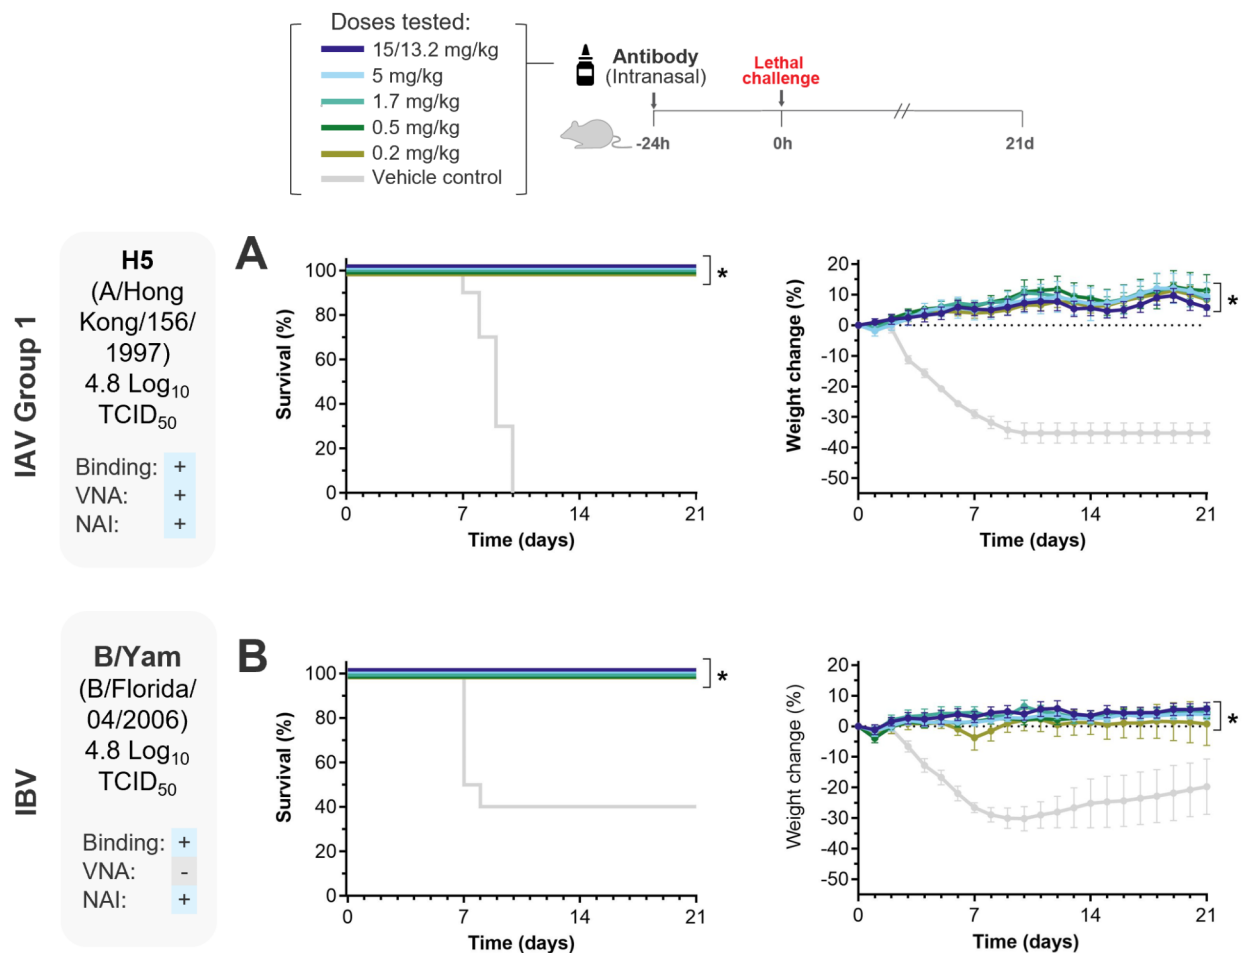 Doses tested:
15/13.2 mg/kg
5 mg/kg
1.7 mg/kg
0.5 mg/kg
0.2 mg/kg
Vehicle control
Antibody
(Intranasal)
Lethal
challenge
-24h
0h
21d
IAV Group 1
H5
(A/Hong
Kong/156/
1997)
4.8 Log10
TCID50
Binding: +
VNA: +
NAI: +
A
Survival (%)
100
80
60
40
20
0
0 7 14 21
Time (days)
*
Weight change (%)
20
10
0
-10
-20
-30
-40
-50
0 7 14 21
Time (days)
*
IBV
B/Yam
(B/Florida/
04/2006)
4.8 Log10
TCID50
Binding: +
VNA: -
NAI: +
B
Survival (%)
100
80
60
40
20
0
0 7 14 21
Time (days)
*
Weight change (%)
20
10
0
-10
-20
-30
-40
-50
0 7 14 21
Time (days)
*